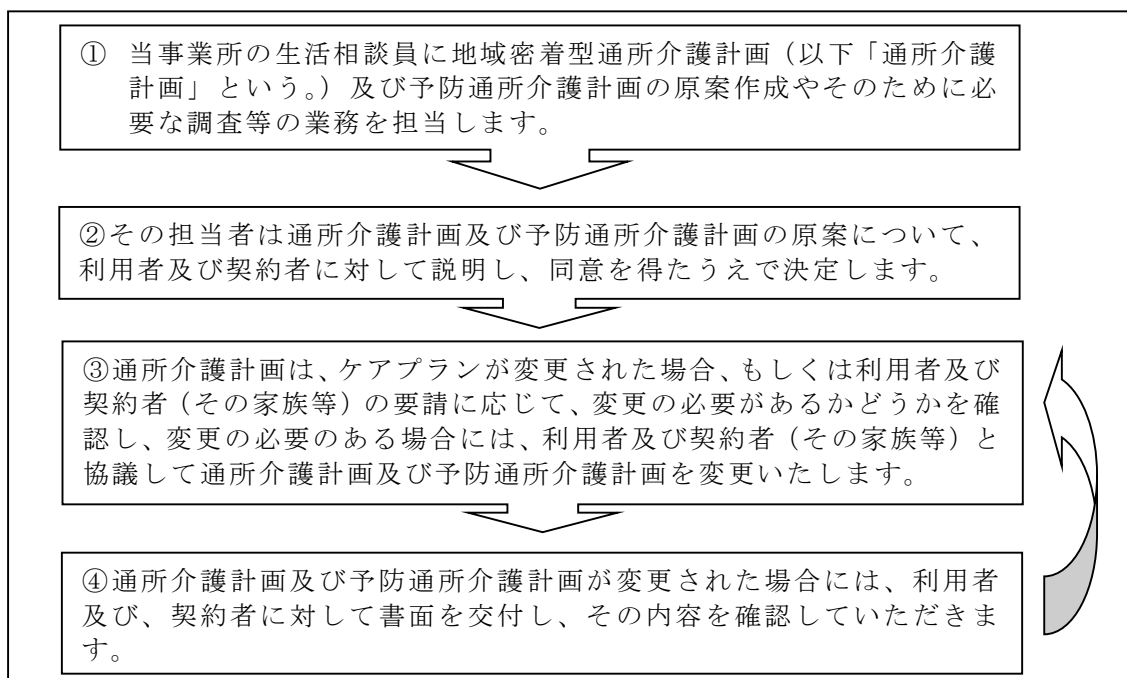 ① 当事業所の生活相談員に地域密着型通所介護計画（以下「通所介護
計画」という。）及び予防通所介護計画の原案作成やそのために必
要な調査等の業務を担当します。
②その担当者は通所介護計画及び予防通所介護計画の原案について、
利用者及び契約者に対して説明し、同意を得たうえで決定します。
③通所介護計画は、ケアプランが変更された場合、もしくは利用者及び
契約者（その家族等）の要請に応じて、変更の必要があるかどうかを確
認し、変更の必要のある場合には、利用者及び契約者（その家族等）と
協議して通所介護計画及び予防通所介護計画を変更いたします。
④通所介護計画及び予防通所介護計画が変更された場合には、利用者
及び、契約者に対して書面を交付し、その内容を確認していただきま
す。